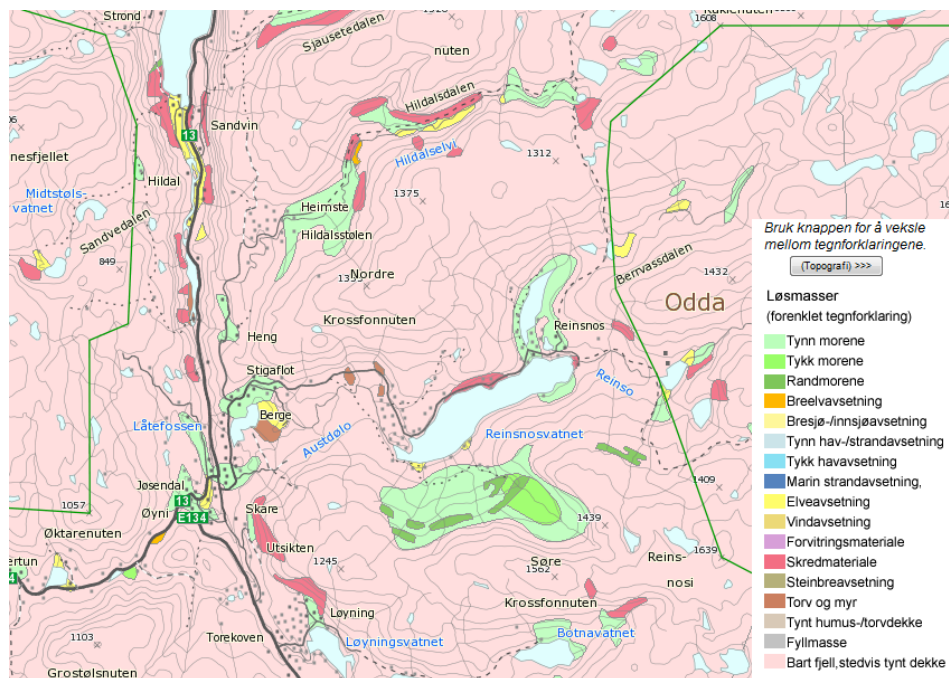 Strond
Sjausetedalen
nuten
1608
Hildalsdalen
Sandvin
13
nesfjellet
Hildalselvi
1312
Hildal
1375
Midtstøls-
vatnet
Heimste
Hildalsstølen
Sandvedalen
849
Nordre
Berrvassdalen
1432
Odda
Krossfonnuten
Heng
Reinsnos
Stigaflot
Reinso
Berge
Låtefossen
Austdølo
Reinsnosvatnet
Jøsendal
1409
1057
13
Øyni
E134
Skare
1439
Øktarenuten
Utsikten
1245
Søre
Reins-
1639
ertun
1562
nosi
Krossfonnuten
Løyning
1103
Torekoven
Løyningsvatnet
Botnavatnet
Grostølsnuten
Bruk knappen for å veksle
mellom tegnforklaringene.
(Topografi) >>>
Løsmasser
(forenklet tegnforklaring)
Tynn morene
Tykk morene
Randmorene
Breelvavsetning
Bresjø-/innsjøavsetning
Tynn hav-/strandavsetning
Tykk havavsetning
Marin strandavsetning,
Elveavsetning
Vindavsetning
Forvitringsmateriale
Skredmateriale
Steinbreavsetning
Torv og myr
Tynt humus-/torvdekke
Fyllmasse
Bart fjell,stedvis tynt dekke